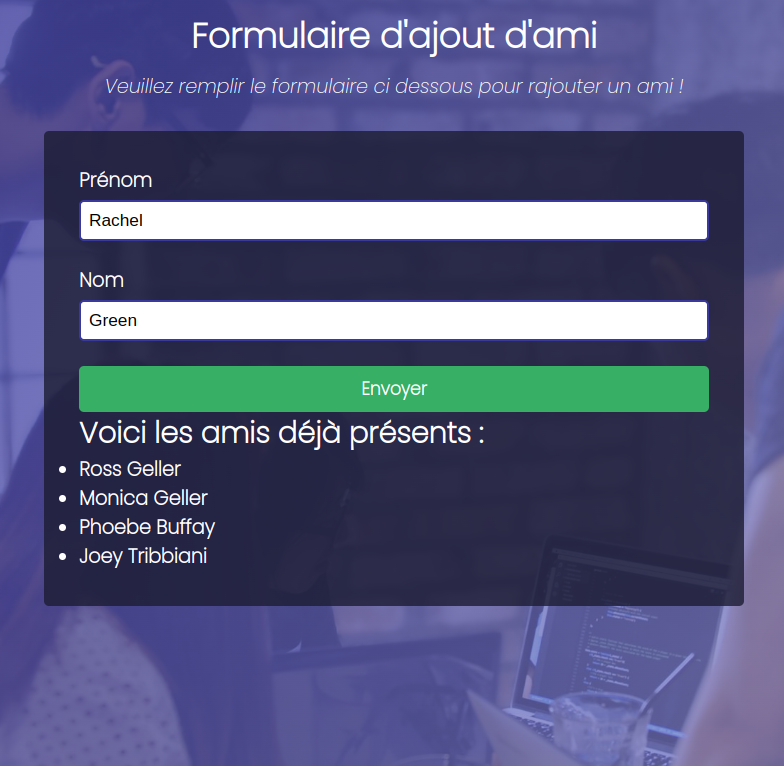 Formulaire d'ajout d'ami
Veuillez remplir le formulaire ci dessous pour rajouter un ami !
Prénom
Rachel
Nom
Green
Envoyer
Voici les amis déjà présents :
Ross Geller
Monica Geller
Phoebe Buffay
Joey Tribbiani